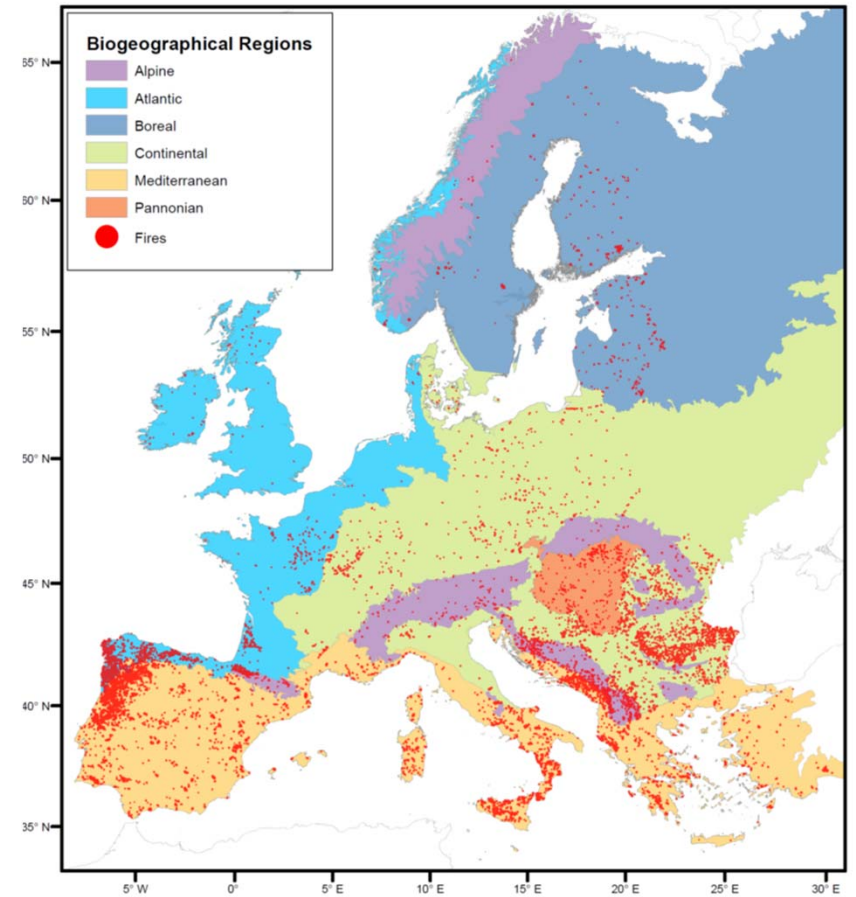 Biogeographical Regions
Alpine
Atlantic
Boreal
Continental
Mediterranean
Pannonian
Fires
65° N
60° N
55° N
50° N
45° N
40° N
35° N
5° W
0°
5° E
10° E
15° E
20° E
25° E
30° E